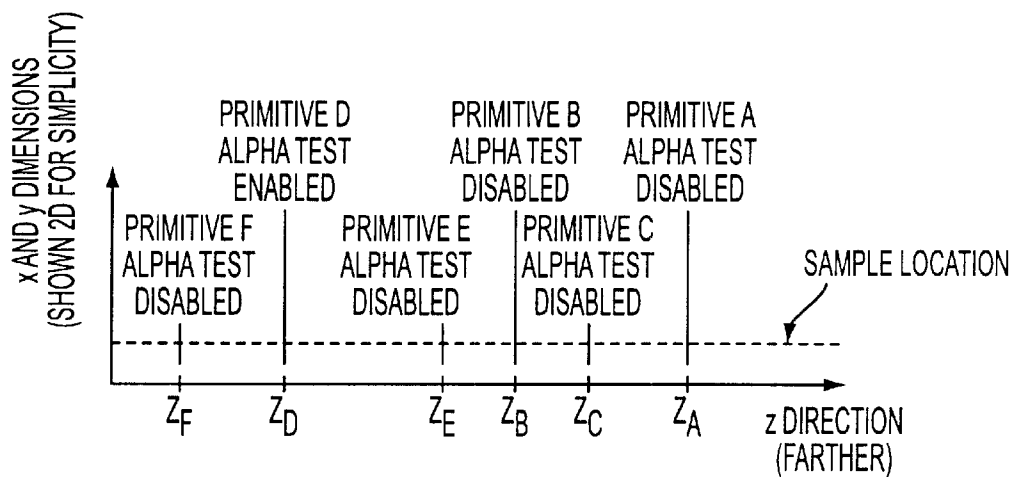 x AND y DIMENSIONS
(SHOWN 2D FOR SIMPLICITY)
PRIMITIVE D
ALPHA TEST
ENABLED
PRIMITIVE B
ALPHA TEST
DISABLED
PRIMITIVE A
ALPHA TEST
DISABLED
PRIMITIVE F
ALPHA TEST
DISABLED
PRIMITIVE E
ALPHA TEST
DISABLED
PRIMITIVE C
ALPHA TEST
DISABLED
SAMPLE LOCATION
ZF ZD ZE ZB ZC ZA
z DIRECTION
(FARTHER)